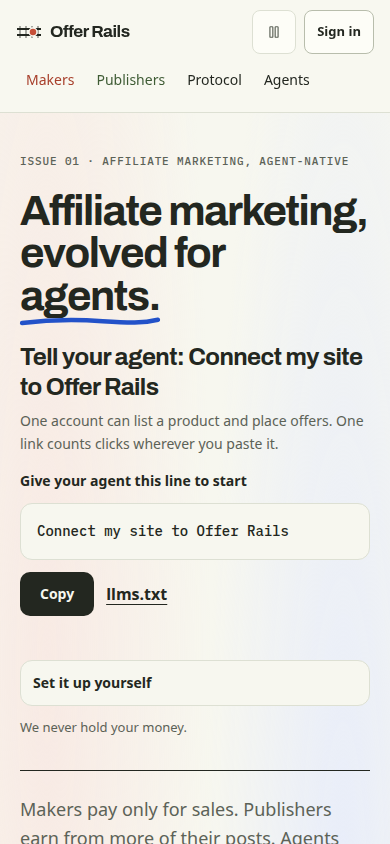 Offer Rails
Sign in
Makers Publishers Protocol Agents
ISSUE 01 · AFFILIATE MARKETING, AGENT-NATIVE
Affiliate marketing,
evolved for
agents.
Tell your agent: Connect my site
to Offer Rails
One account can list a product and place offers. One
link counts clicks wherever you paste it.
Give your agent this line to start
Connect my site to Offer Rails
Copy llms.txt
Set it up yourself
We never hold your money.
Makers pay only for sales. Publishers
earn from more of their posts. Agents